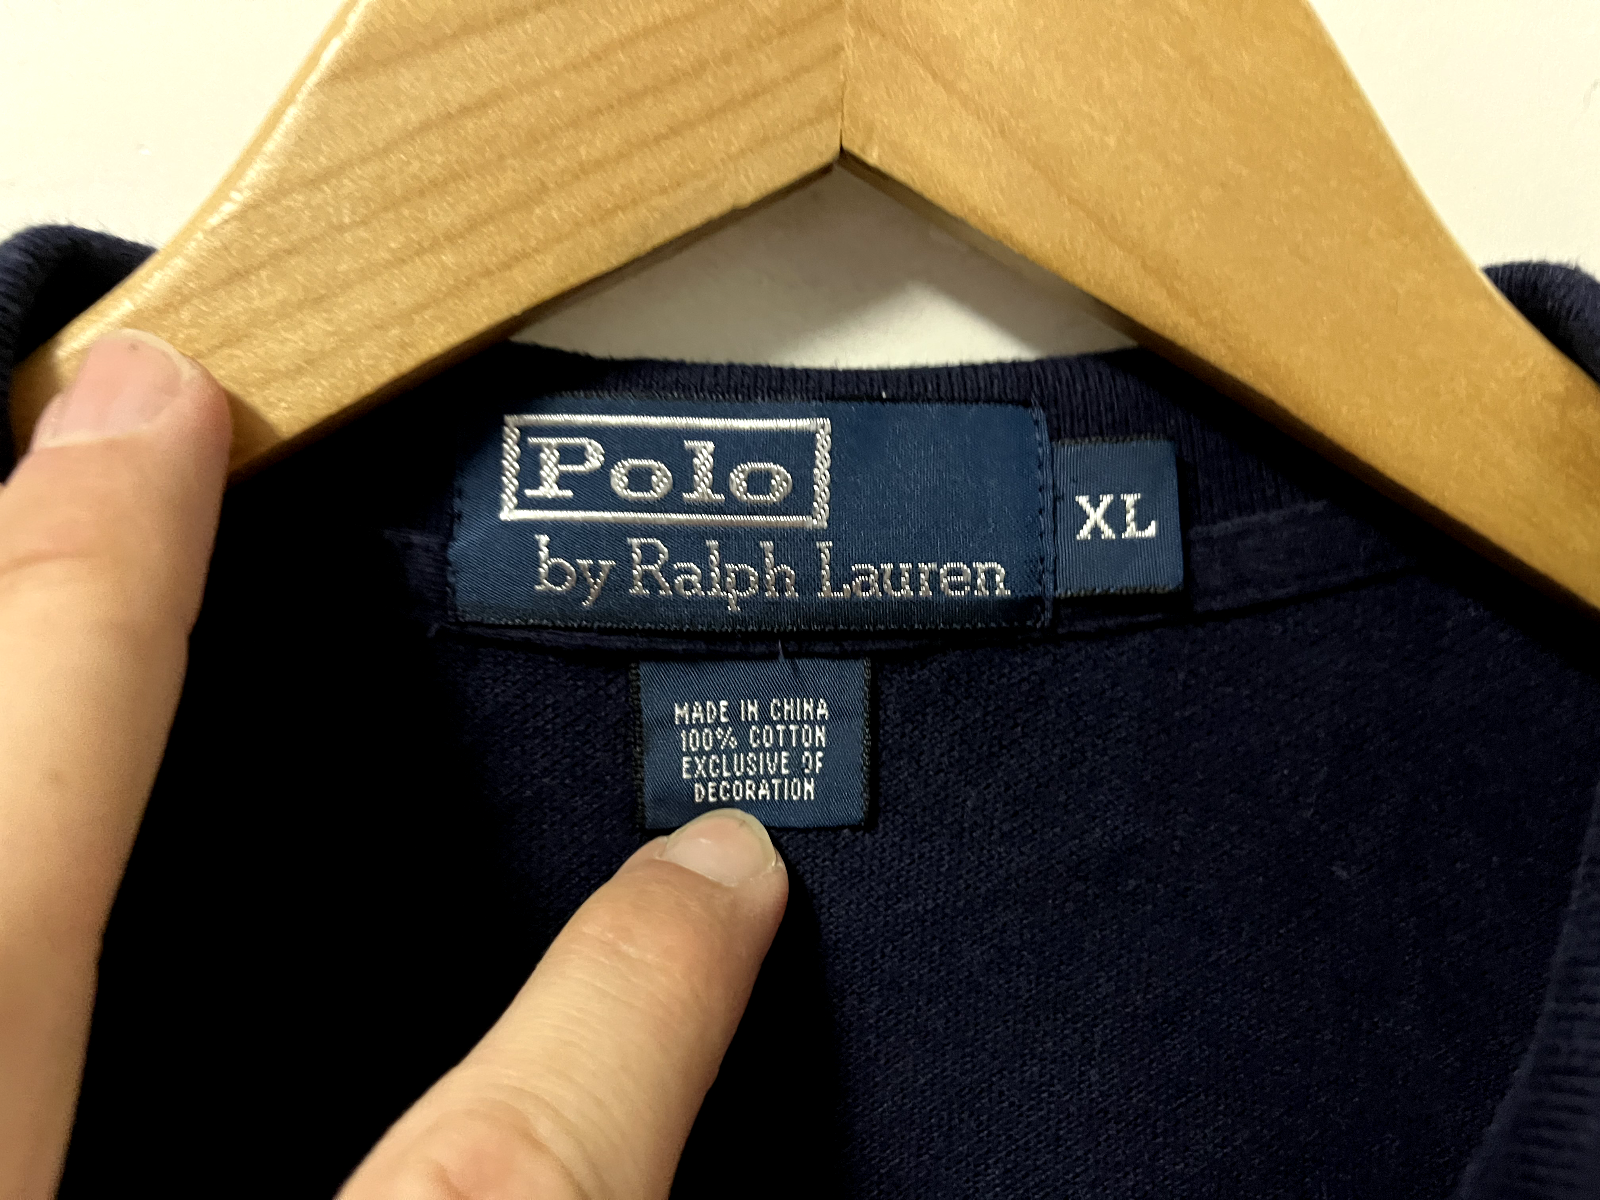 Polo
by Ralph Lauren
XL
MADE IN CHINA
100% COTTON
EXCLUSIVE OF
DECORATION